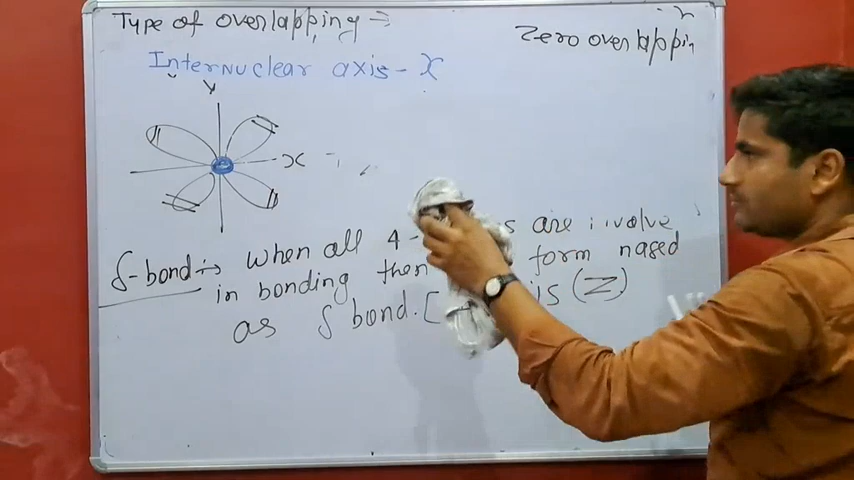 Type of overlapping ⇒
Zero overlappin
Internuclear axis - X
y
x
δ-bond → when all 4 - s are involve
in bonding then form nased
as δ bond. [ is (Z)